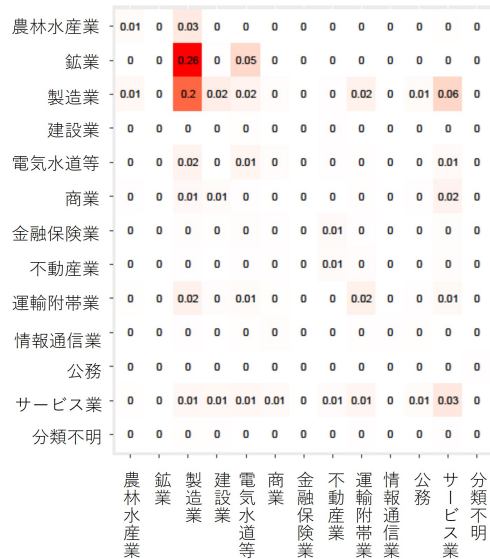 農林水産業 0.01 0 0.03 0 0 0 0 0 0 0 0 0 0
鉱業 0 0 0.26 0 0.05 0 0 0 0 0 0 0 0
製造業 0.01 0 0.2 0.02 0.02 0 0 0 0.02 0 0.01 0.06 0
建設業 0 0 0 0 0 0 0 0 0 0 0 0 0
電気水道等 0 0 0.02 0 0.01 0 0 0 0 0 0 0.01 0
商業 0 0 0.01 0.01 0 0 0 0 0 0 0 0.02 0
金融保険業 0 0 0 0 0 0 0 0.01 0 0 0 0 0
不動産業 0 0 0 0 0 0 0 0.01 0 0 0 0 0
運輸附帯業 0 0 0.02 0 0.01 0 0 0 0.02 0 0 0.01 0
情報通信業 0 0 0 0 0 0 0 0 0 0 0 0 0
公務 0 0 0 0 0 0 0 0 0 0 0 0 0
サービス業 0 0 0.01 0.01 0.01 0.01 0 0.01 0.01 0 0.01 0.03 0
分類不明 0 0 0 0 0 0 0 0 0 0 0 0 0
農林水産業
鉱業
製造業
建設業
電気水道等
商業
金融保険業
不動産業
運輸附帯業
情報通信業
公務
サービス業
分類不明